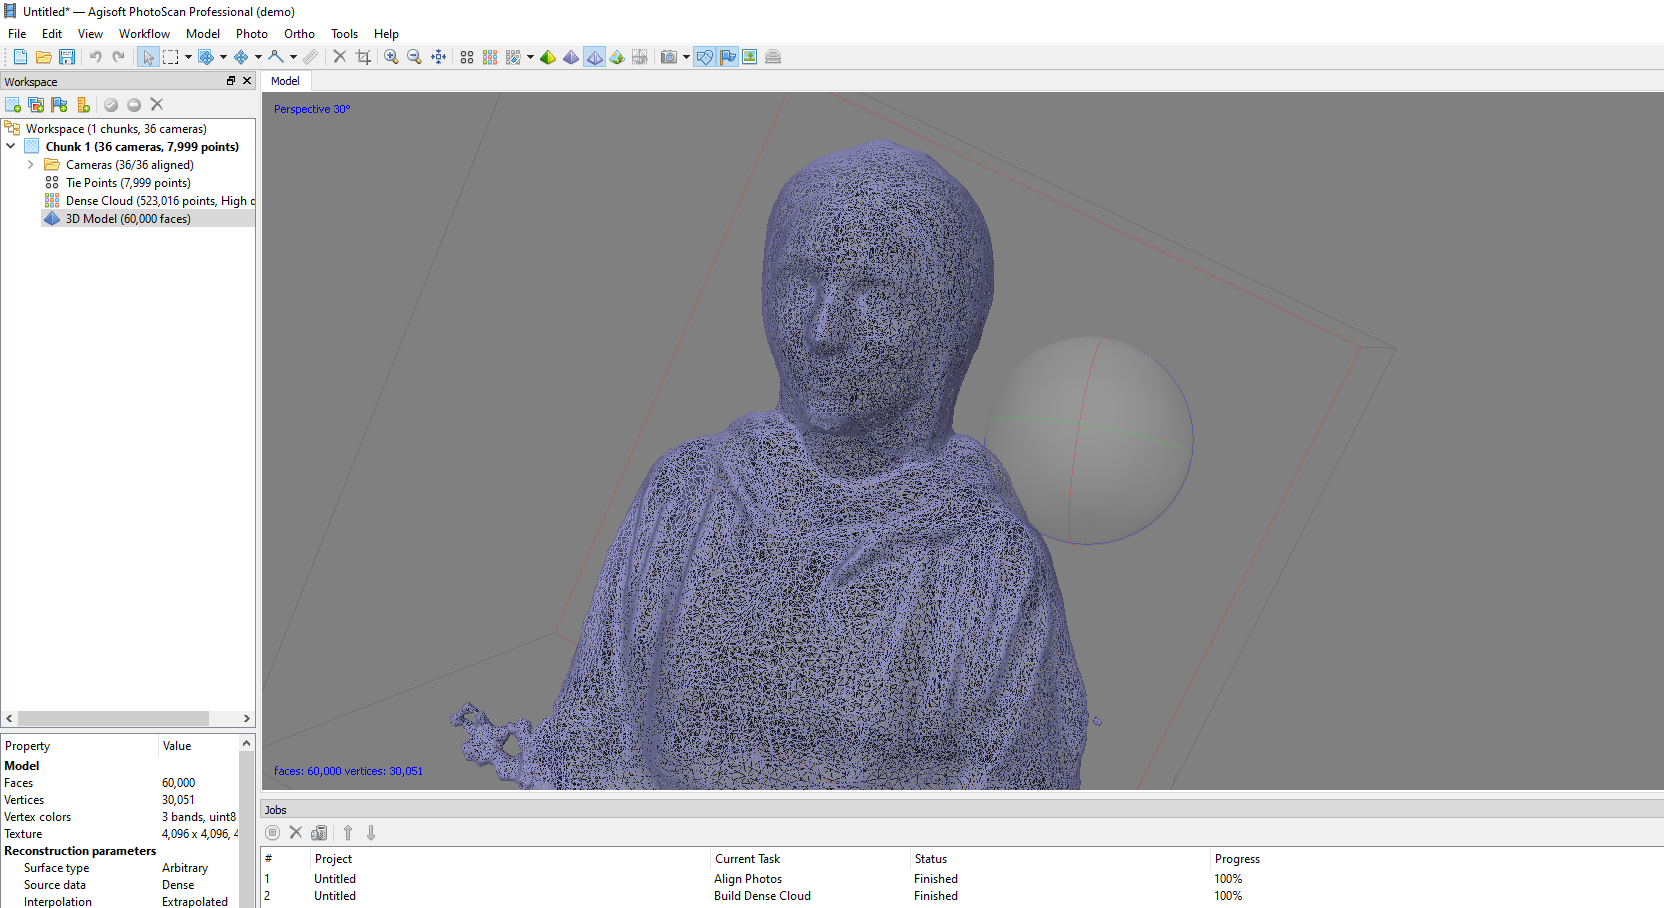 Untitled* — Agisoft PhotoScan Professional (demo)
File Edit View Workflow Model Photo Ortho Tools Help
Workspace
Model
Workspace (1 chunks, 36 cameras)
Chunk 1 (36 cameras, 7,999 points)
Cameras (36/36 aligned)
Tie Points (7,999 points)
Dense Cloud (523,016 points, High
3D Model (60,000 faces)
Perspective 30°
faces: 60,000 vertices: 30,051
Property Value
Model
Faces 60,000
Vertices 30,051
Vertex colors 3 bands, uint8
Texture 4,096 x 4,096, 4
Reconstruction parameters
Surface type Arbitrary
Source data Dense
Interpolation Extrapolated
Jobs
# Project Current Task Status Progress
1 Untitled Align Photos Finished 100%
2 Untitled Build Dense Cloud Finished 100%